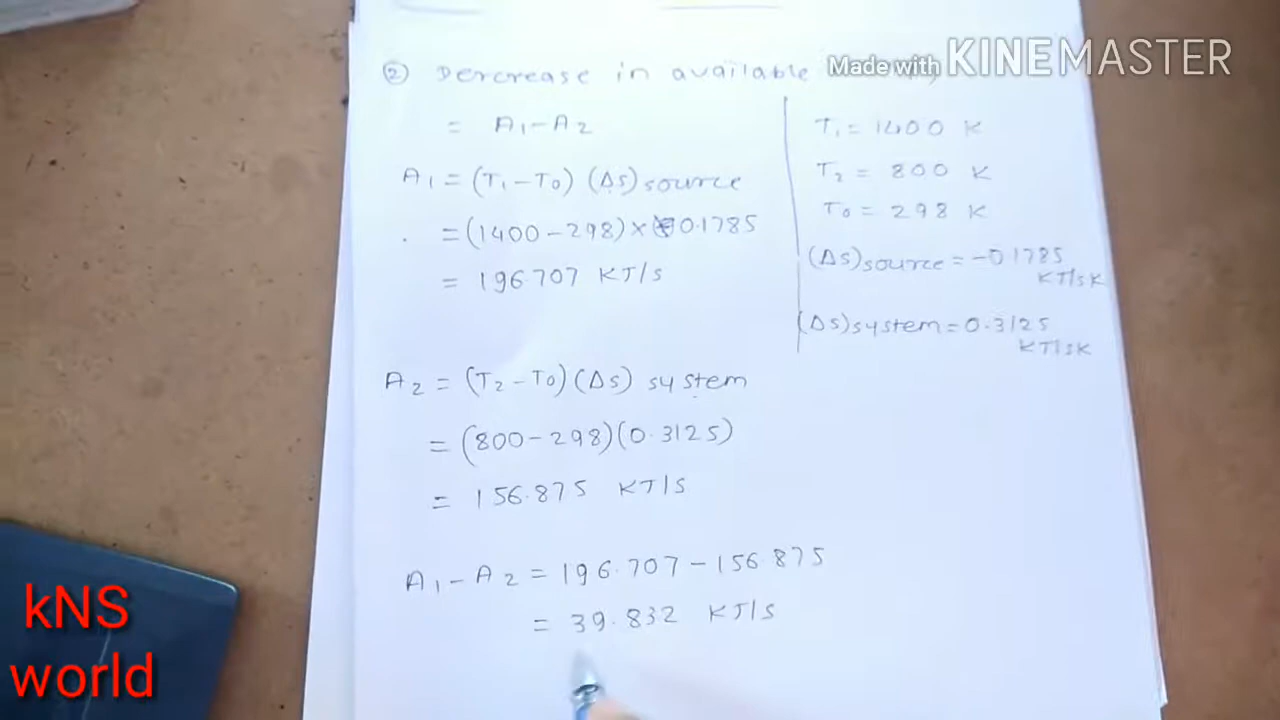 ② Dercrease in available
Made with KINEMASTER
= A1-A2
A1 = (T1-T0) (Δs)source
= (1400-298)×0.1785
= 196.707 KJ/s
T1 = 1400 K
T2 = 800 K
T0 = 298 K
(Δs)source = -0.1785
KJ/sK
(Δs)system = 0.3125
KJ/sK
A2 = (T2-T0)(Δs) system
= (800-298)(0.3125)
= 156.875 KJ/s
A1-A2 = 196.707-156.875
= 39.832 KJ/s
kNS
world